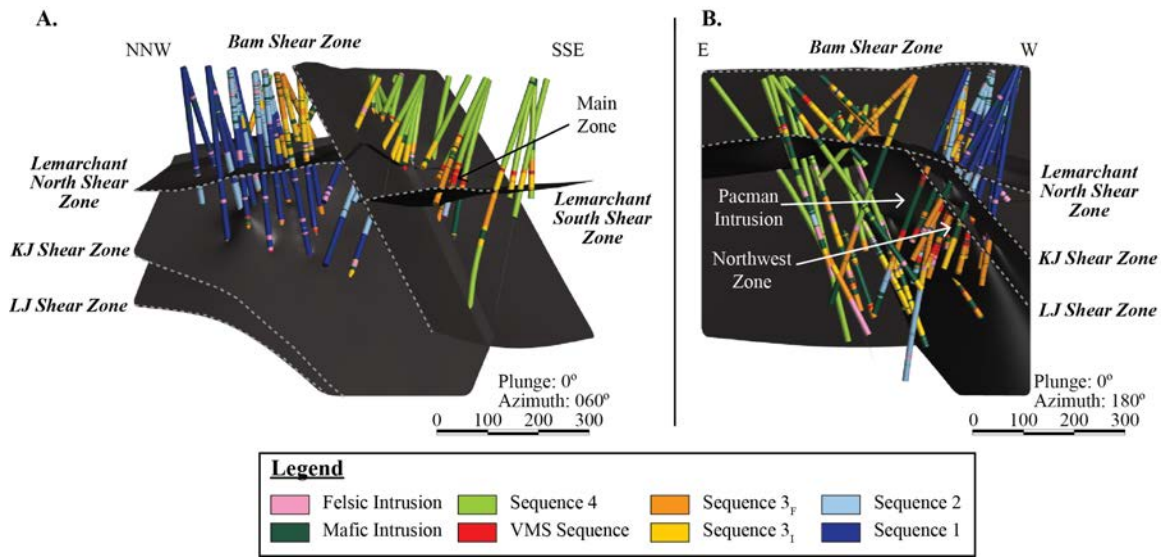 A.
NNW
Bam Shear Zone
SSE
Main
Zone
Lemarchant
North Shear
Zone
Lemarchant
South Shear
Zone
KJ Shear Zone
LJ Shear Zone
Plunge: 0º
Azimuth: 060º
0 100 200 300
B.
E
Bam Shear Zone
W
Pacman
Intrusion
Northwest
Zone
Lemarchant
North Shear
Zone
KJ Shear Zone
LJ Shear Zone
Plunge: 0º
Azimuth: 180º
0 100 200 300
Legend
Felsic Intrusion
Sequence 4
Sequence 3F
Sequence 2
Mafic Intrusion
VMS Sequence
Sequence 3I
Sequence 1